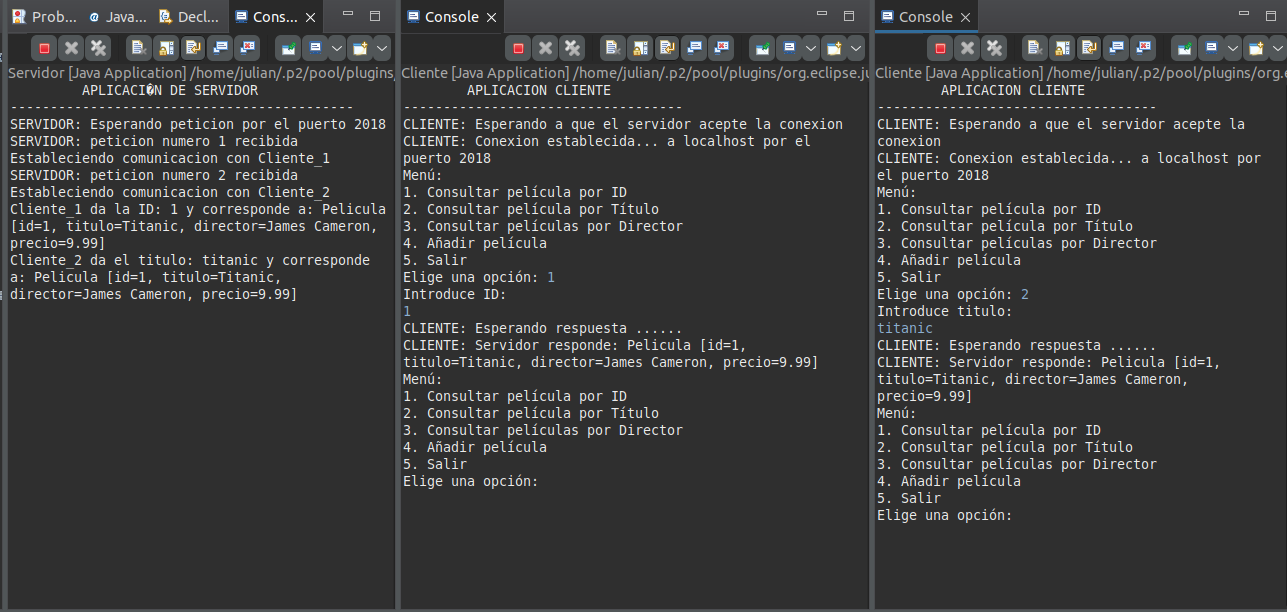 Prob... Java... Decl... Cons...
Servidor [Java Application] /home/julian/.p2/pool/plugins
APLICACI�N DE SERVIDOR
-------------------------------------------
SERVIDOR: Esperando peticion por el puerto 2018
SERVIDOR: peticion numero 1 recibida
Estableciendo comunicacion con Cliente_1
SERVIDOR: peticion numero 2 recibida
Estableciendo comunicacion con Cliente_2
Cliente_1 da la ID: 1 y corresponde a: Pelicula
[id=1, titulo=Titanic, director=James Cameron,
precio=9.99]
Cliente_2 da el titulo: titanic y corresponde
a: Pelicula [id=1, titulo=Titanic,
director=James Cameron, precio=9.99]
Console
Cliente [Java Application] /home/julian/.p2/pool/plugins/org.eclipse.ju
APLICACION CLIENTE
-----------------------------------
CLIENTE: Esperando a que el servidor acepte la conexion
CLIENTE: Conexion establecida... a localhost por el
puerto 2018
Menú:
1. Consultar película por ID
2. Consultar película por Título
3. Consultar películas por Director
4. Añadir película
5. Salir
Elige una opción: 1
Introduce ID:
1
CLIENTE: Esperando respuesta ......
CLIENTE: Servidor responde: Pelicula [id=1,
titulo=Titanic, director=James Cameron, precio=9.99]
Menú:
1. Consultar película por ID
2. Consultar película por Título
3. Consultar películas por Director
4. Añadir película
5. Salir
Elige una opción:
Console
Cliente [Java Application] /home/julian/.p2/pool/plugins/org.e
APLICACION CLIENTE
-----------------------------------
CLIENTE: Esperando a que el servidor acepte la
conexion
CLIENTE: Conexion establecida... a localhost por
el puerto 2018
Menú:
1. Consultar película por ID
2. Consultar película por Título
3. Consultar películas por Director
4. Añadir película
5. Salir
Elige una opción: 2
Introduce titulo:
titanic
CLIENTE: Esperando respuesta ......
CLIENTE: Servidor responde: Pelicula [id=1,
titulo=Titanic, director=James Cameron,
precio=9.99]
Menú:
1. Consultar película por ID
2. Consultar película por Título
3. Consultar películas por Director
4. Añadir película
5. Salir
Elige una opción: